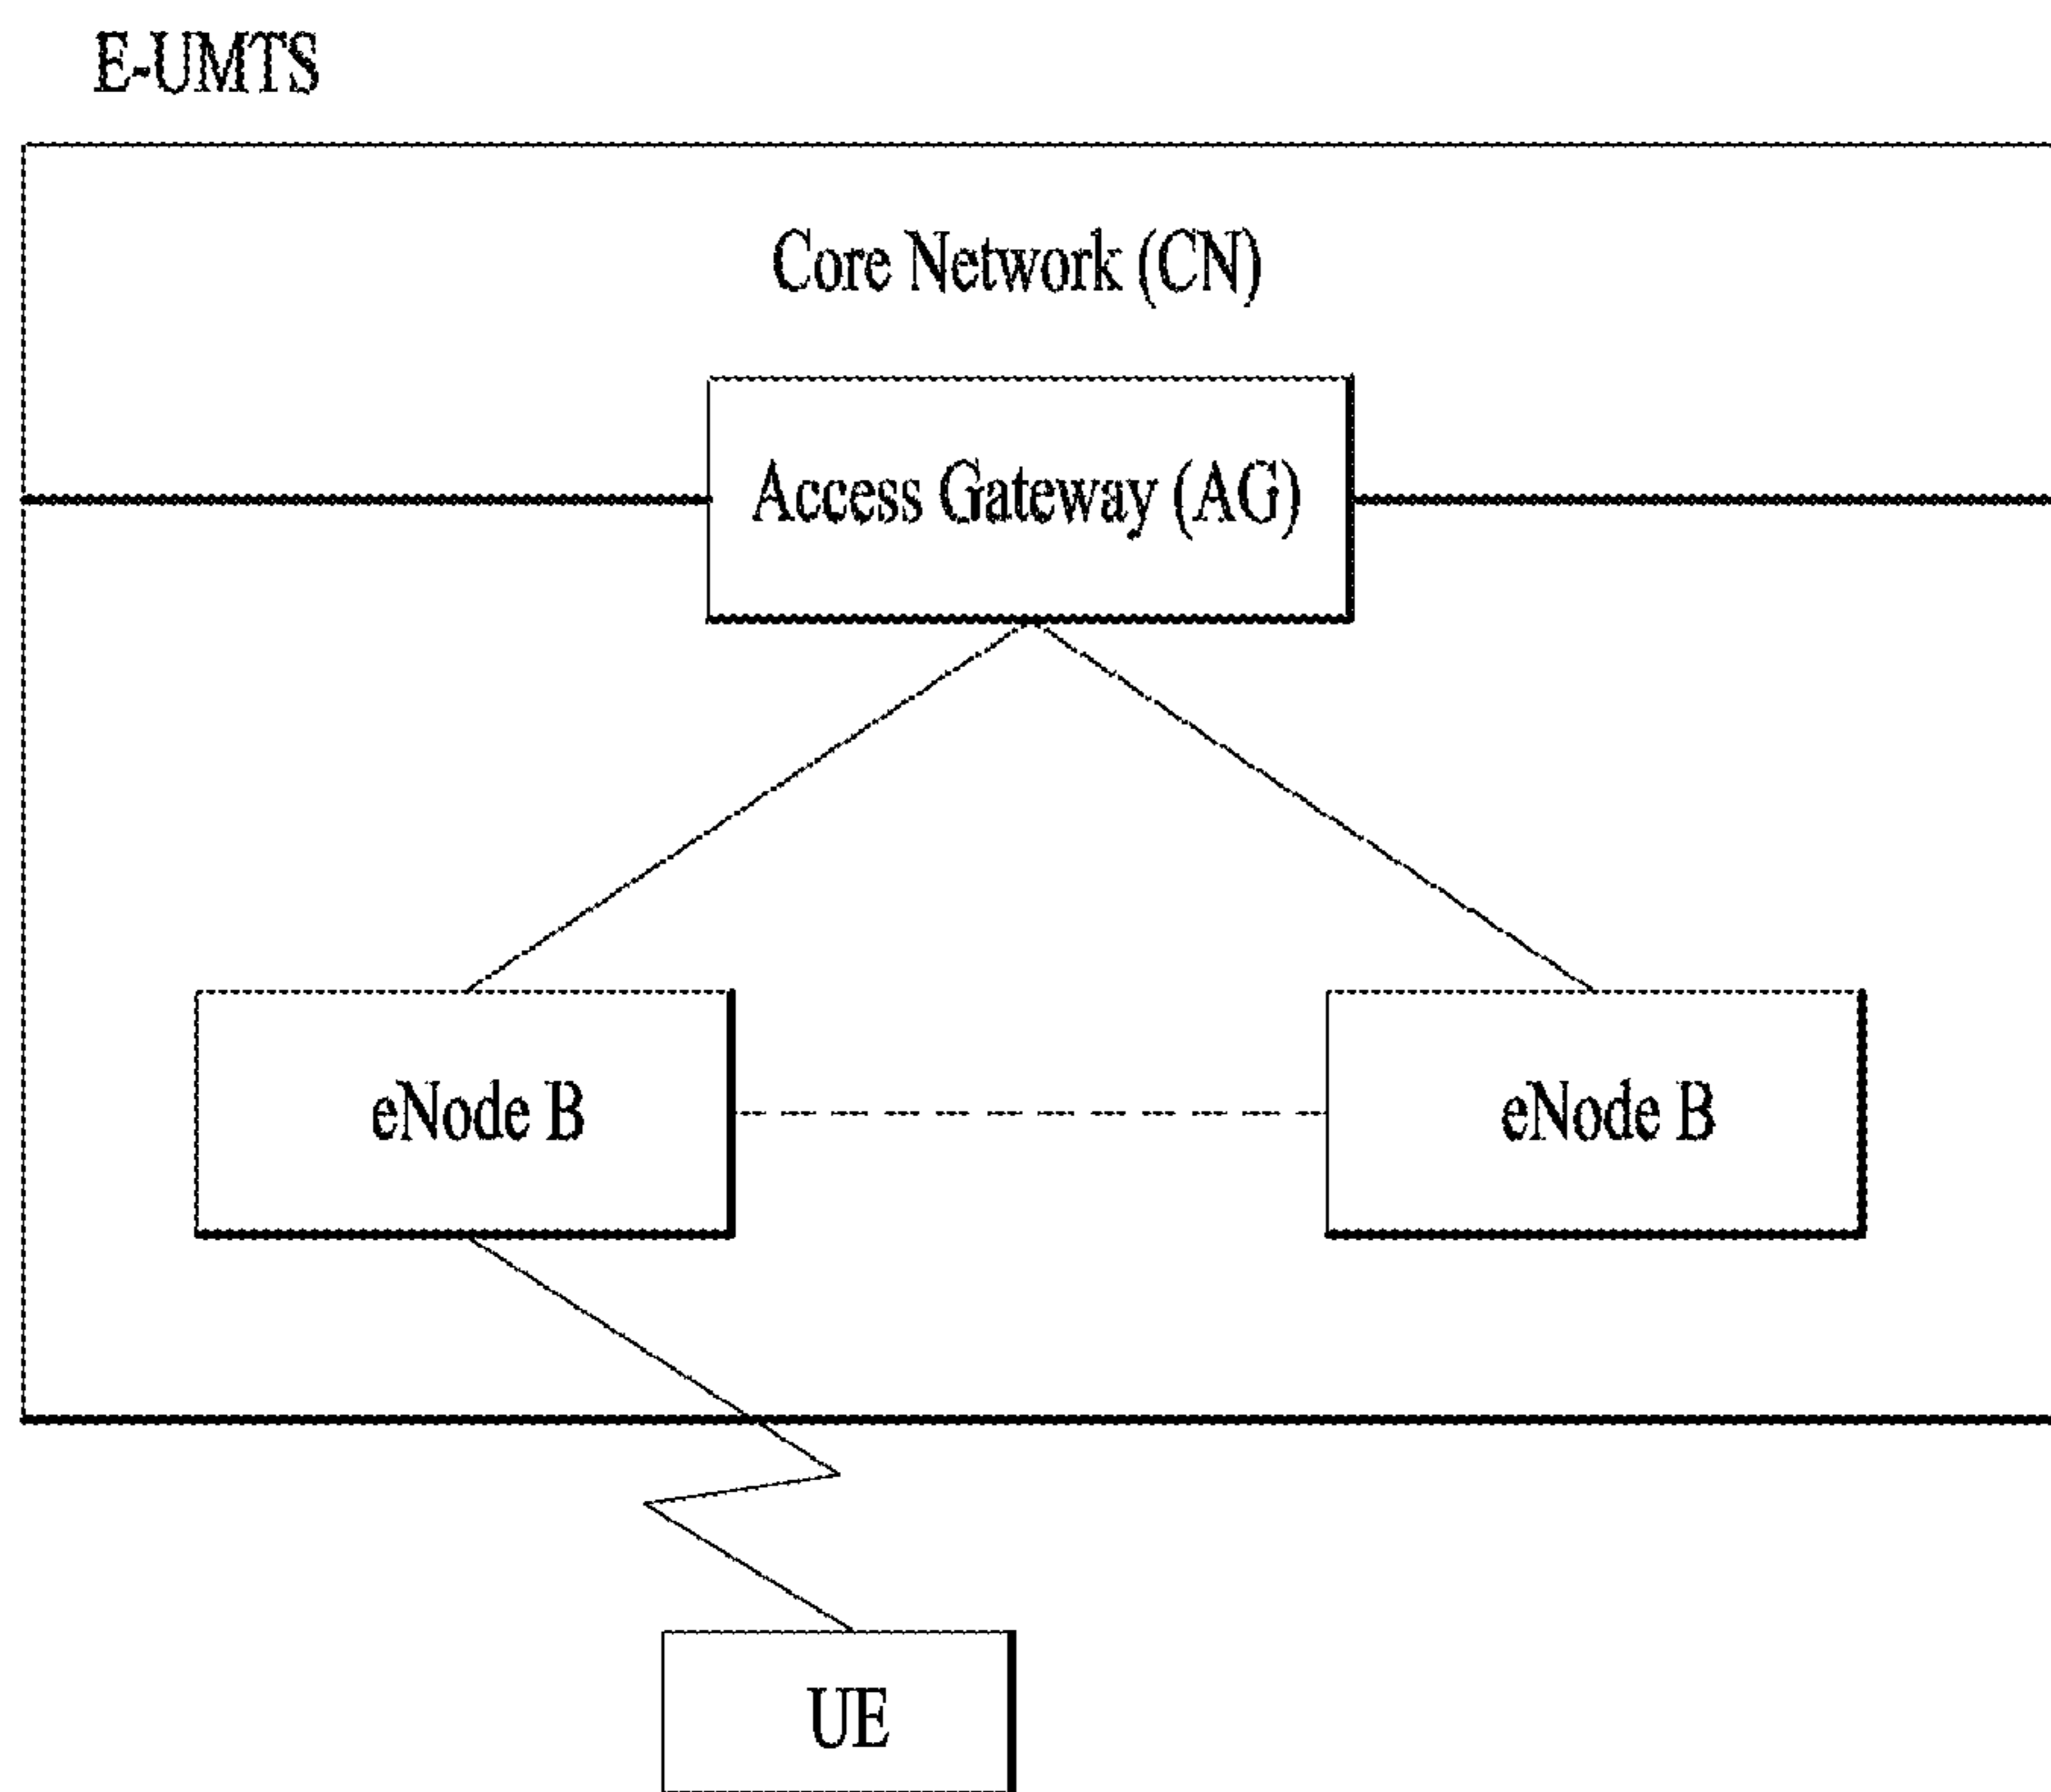 E-UMTS
Core Network (CN)
Access Gateway (AG)
eNode B
eNode B
UE